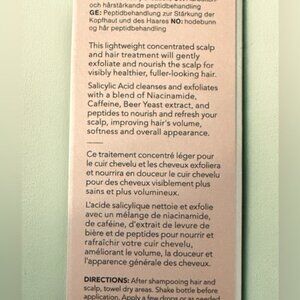 och hårstärkande peptidbehandling
GE: Peptidbehandlung zur Stärkung der
Kopfhaut und des Haares NO: hodebunn
og hår peptidbehandling
This lightweight concentrated scalp
and hair treatment will gently
exfoliate and nourish the scalp for
visibly healthier, fuller-looking hair.
Salicylic Acid cleanses and exfoliates
with a blend of Niacinamide,
Caffeine, Beer Yeast extract, and
peptides to nourish and refresh your
scalp, improving hair's volume,
softness and overall appearance.
Ce traitement concentré léger pour
le cuir chevelu et les cheveux exfoliera
et nourrira en douceur le cuir chevelu
pour des cheveux visiblement plus
sains et plus volumineux.
L'acide salicylique nettoie et exfolie
avec un mélange de niacinamide,
de caféine, d'extrait de levure de
bière et de peptides pour nourrir et
rafraîchir votre cuir chevelu,
améliorant le volume, la douceur et
l'apparence générale des cheveux.
DIRECTIONS: After shampooing hair and
scalp, towel dry areas. Shake bottle before
application. Apply a few drops or as needed